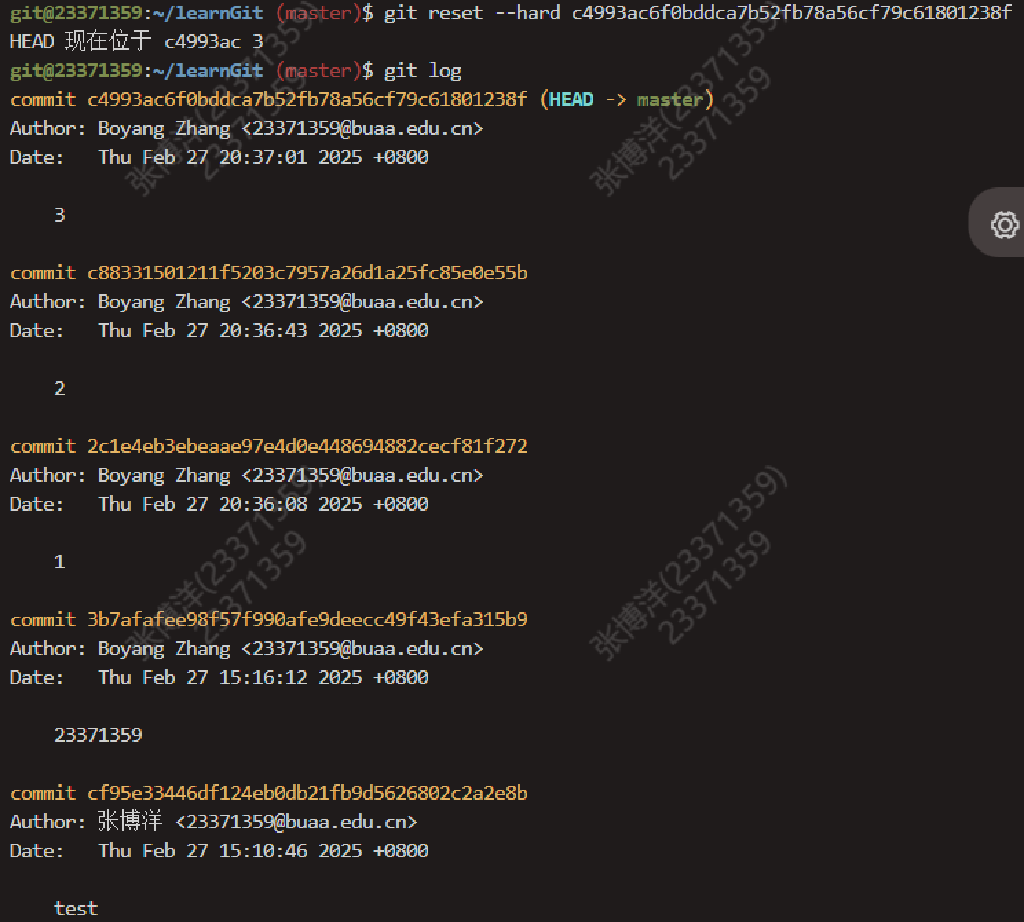 git@23371359:~/learnGit (master)$ git reset --hard c4993ac6f0bddca7b52fb78a56cf79c61801238f
HEAD 现在位于 c4993ac 3
git@23371359:~/learnGit (master)$ git log
commit c4993ac6f0bddca7b52fb78a56cf79c61801238f (HEAD -> master)
Author: Boyang Zhang <23371359@buaa.edu.cn>
Date:   Thu Feb 27 20:37:01 2025 +0800
3
commit c88331501211f5203c7957a26d1a25fc85e0e55b
Author: Boyang Zhang <23371359@buaa.edu.cn>
Date:   Thu Feb 27 20:36:43 2025 +0800
2
commit 2c1e4eb3ebeaae97e4d0e448694882cecf81f272
Author: Boyang Zhang <23371359@buaa.edu.cn>
Date:   Thu Feb 27 20:36:08 2025 +0800
1
commit 3b7afafee98f57f990afe9deecc49f43efa315b9
Author: Boyang Zhang <23371359@buaa.edu.cn>
Date:   Thu Feb 27 15:16:12 2025 +0800
23371359
commit cf95e33446df124eb0db21fb9d5626802c2a2e8b
Author: 张博洋 <23371359@buaa.edu.cn>
Date:   Thu Feb 27 15:10:46 2025 +0800
test
张博洋(23371359)
23371359
张博洋(23371359)
23371359
张博洋(23371359)
23371359
张博洋(23371359)
23371359